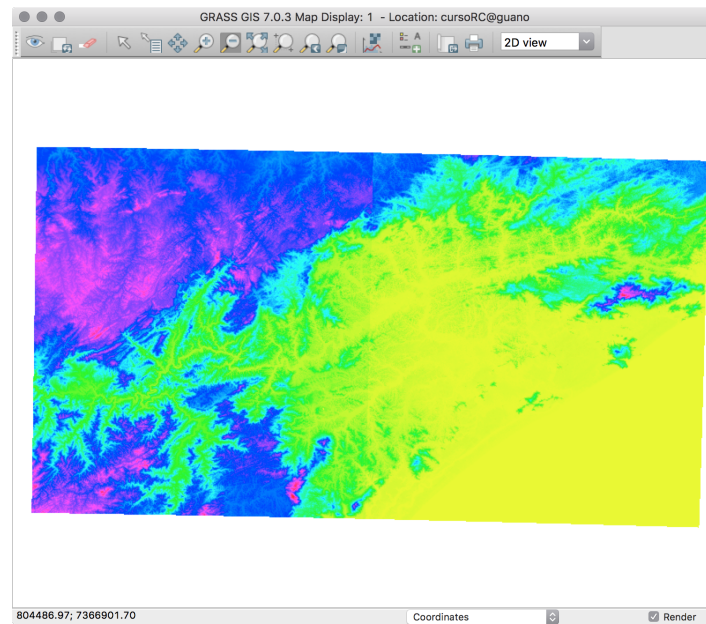 GRASS GIS 7.0.3 Map Display: 1 - Location: cursoRC@guano
2D view
804486.97; 7366901.70 Coordinates Render